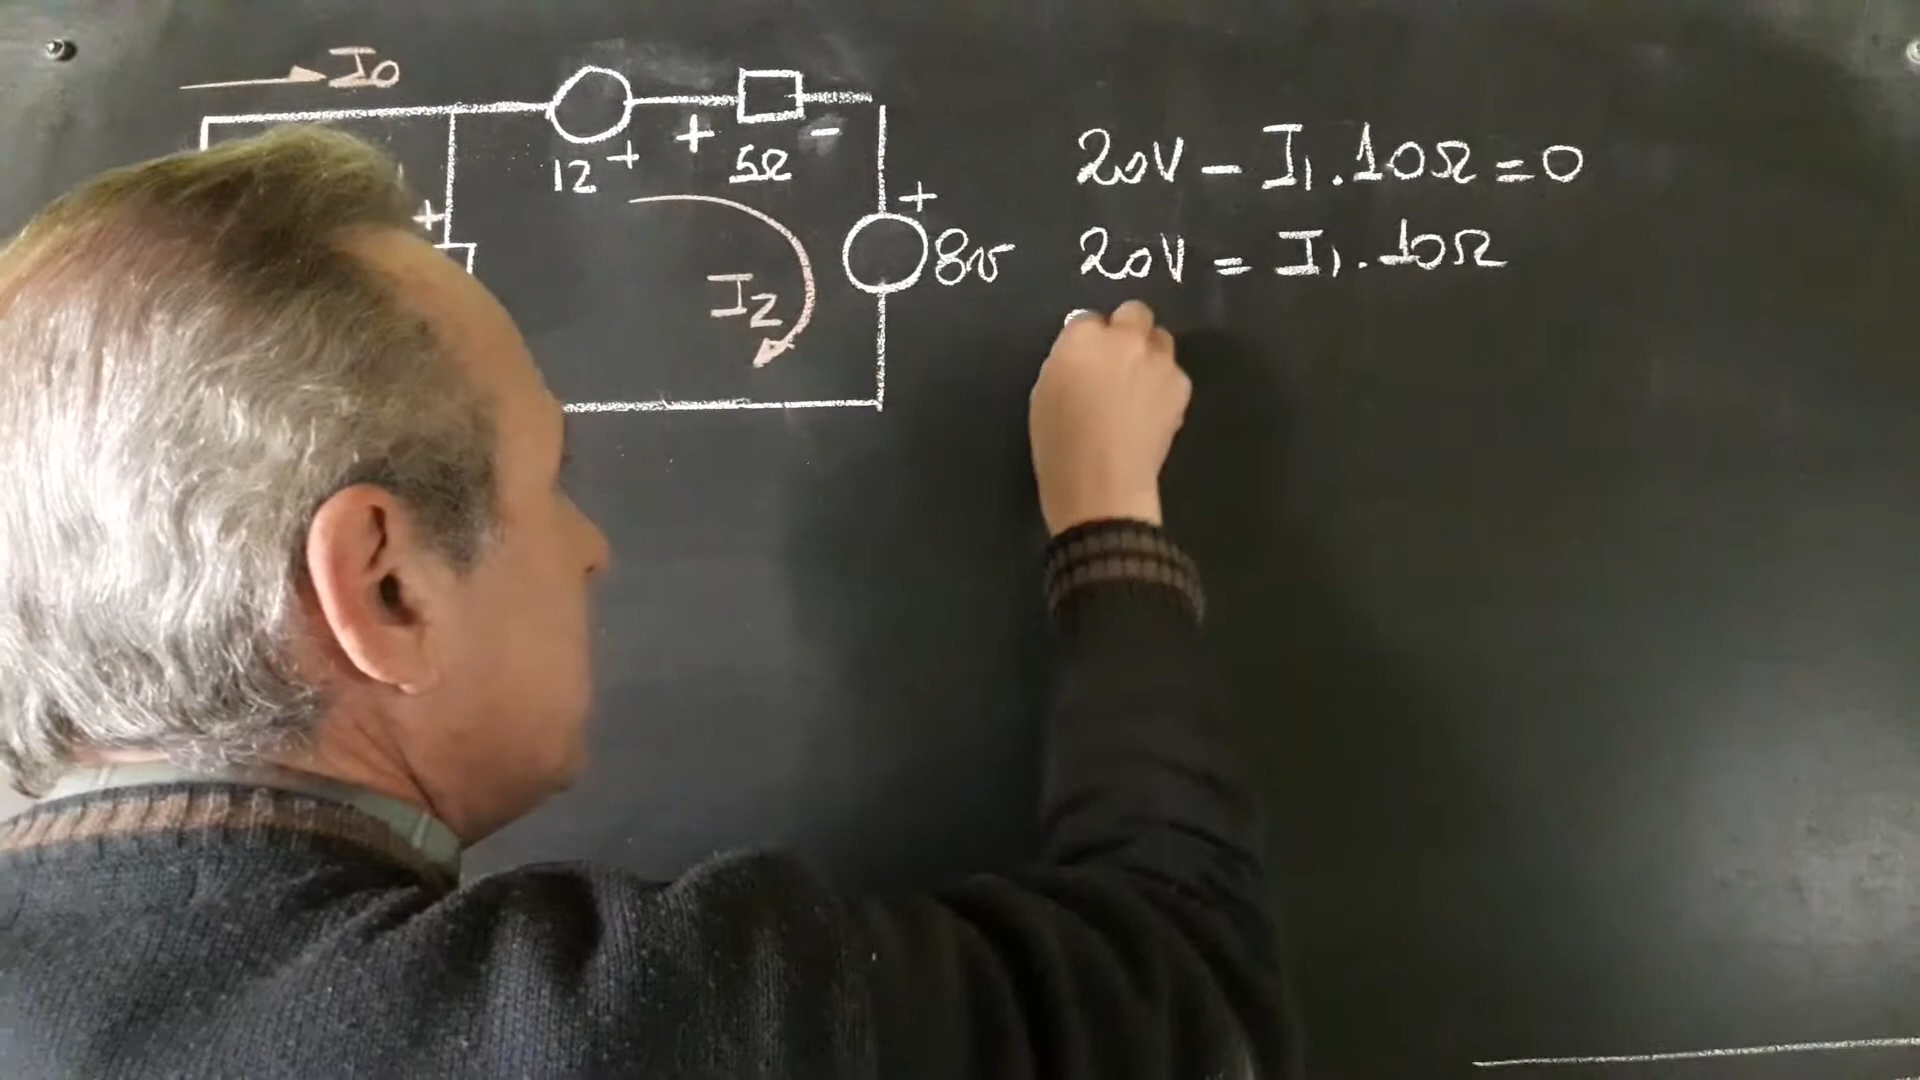 I0
+ -
12 + 5Ω
+
+
8v
I2
20V - I1.10Ω = 0
20V = I1.10Ω